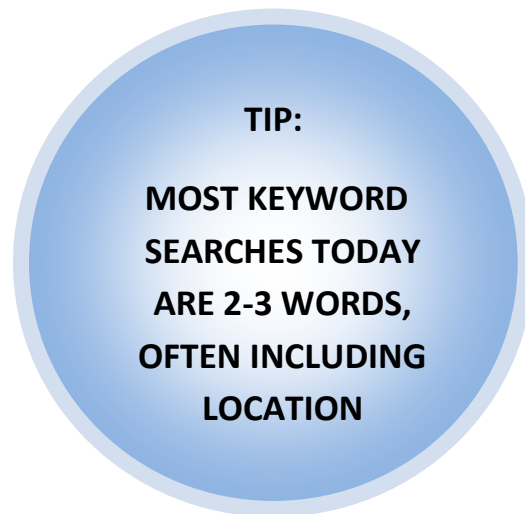 TIP:
MOST KEYWORD
SEARCHES TODAY
ARE 2-3 WORDS,
OFTEN INCLUDING
LOCATION